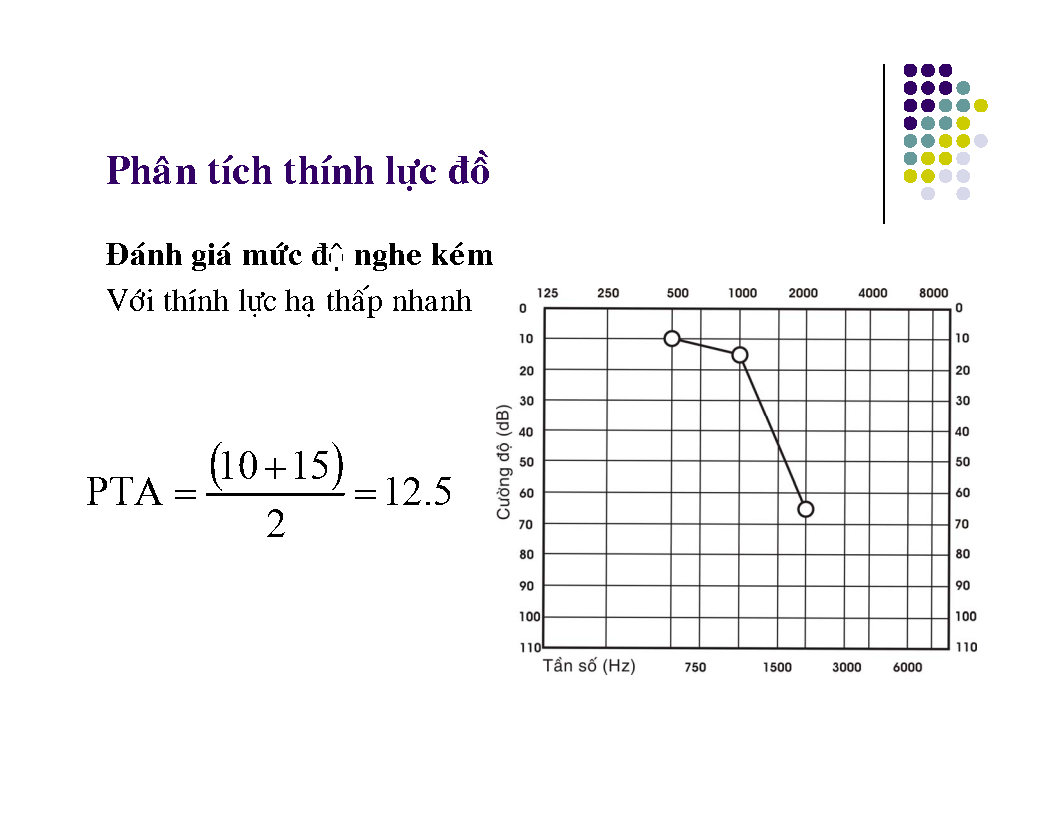 Phân tích thính lực đồ
Đánh giá mức độ nghe kém
Với thính lực hạ thấp nhanh
PTA = (10 + 15) / 2 = 12.5
125 250 500 1000 2000 4000 8000
0 0
10 10
20 20
30 30
40 40
50 50
60 60
70 70
80 80
90 90
100 100
110 110
Cường độ (dB)
Tần số (Hz) 750 1500 3000 6000